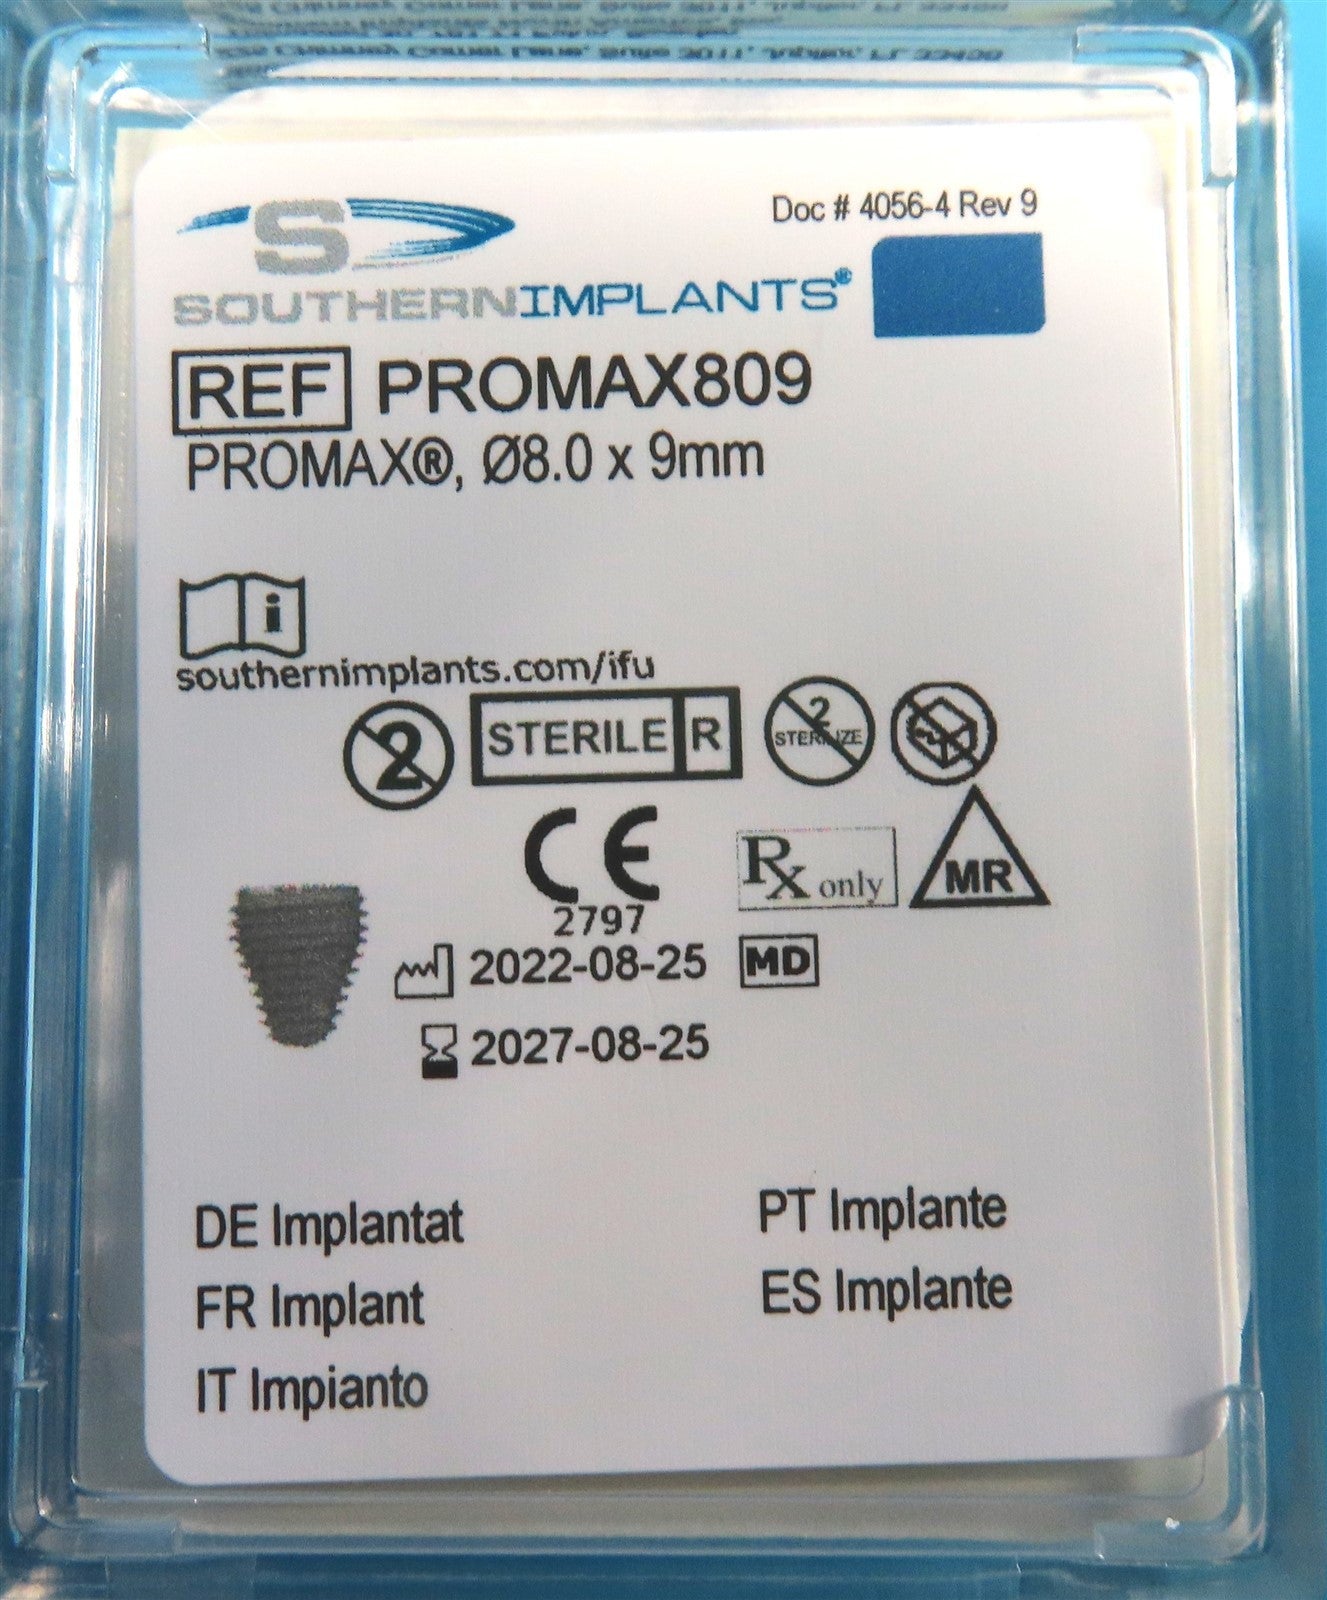 Doc # 4056-4 Rev 9
S
SOUTHERNIMPLANTS®
REF PROMAX809
PROMAX®, Ø8.0 x 9mm
i
southernimplants.com/ifu
2 STERILE R 2 STERILIZE
CE Rx only MR
2797
2022-08-25 MD
2027-08-25
DE Implantat PT Implante
FR Implant ES Implante
IT Impianto